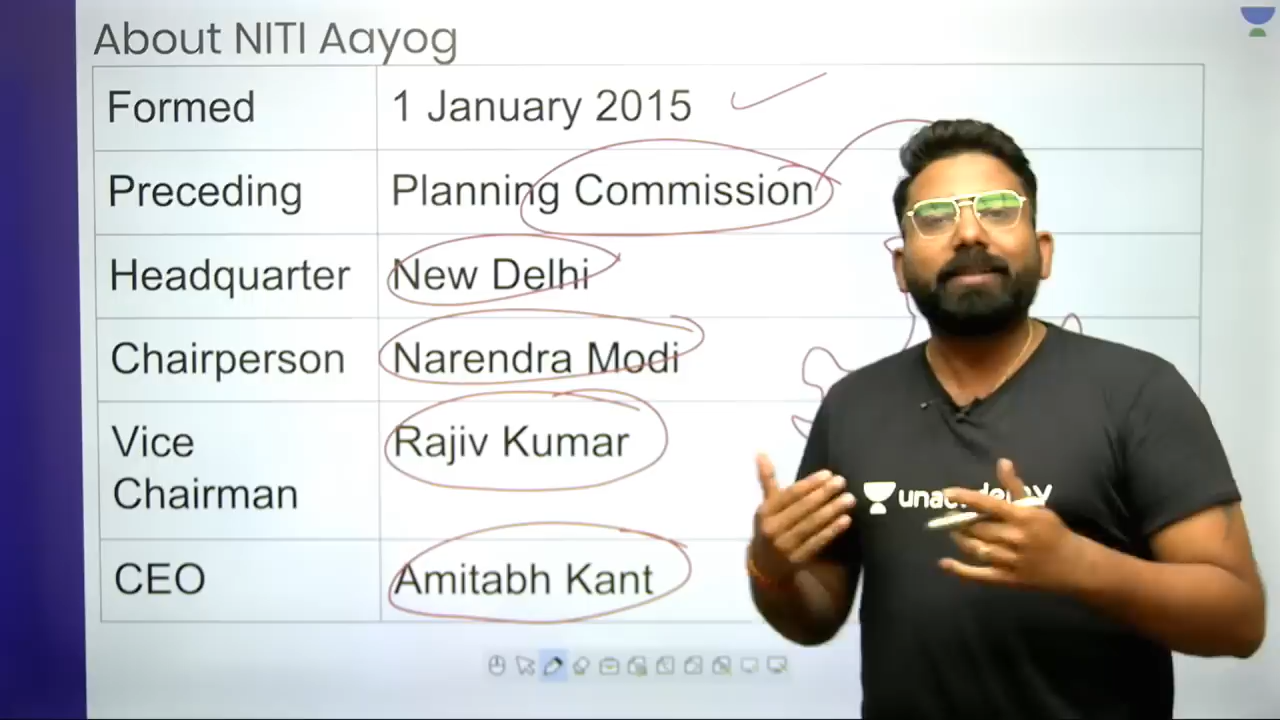 About NITI Aayog
Formed 1 January 2015
Preceding Planning Commission
Headquarter New Delhi
Chairperson Narendra Modi
Vice Chairman Rajiv Kumar
CEO Amitabh Kant